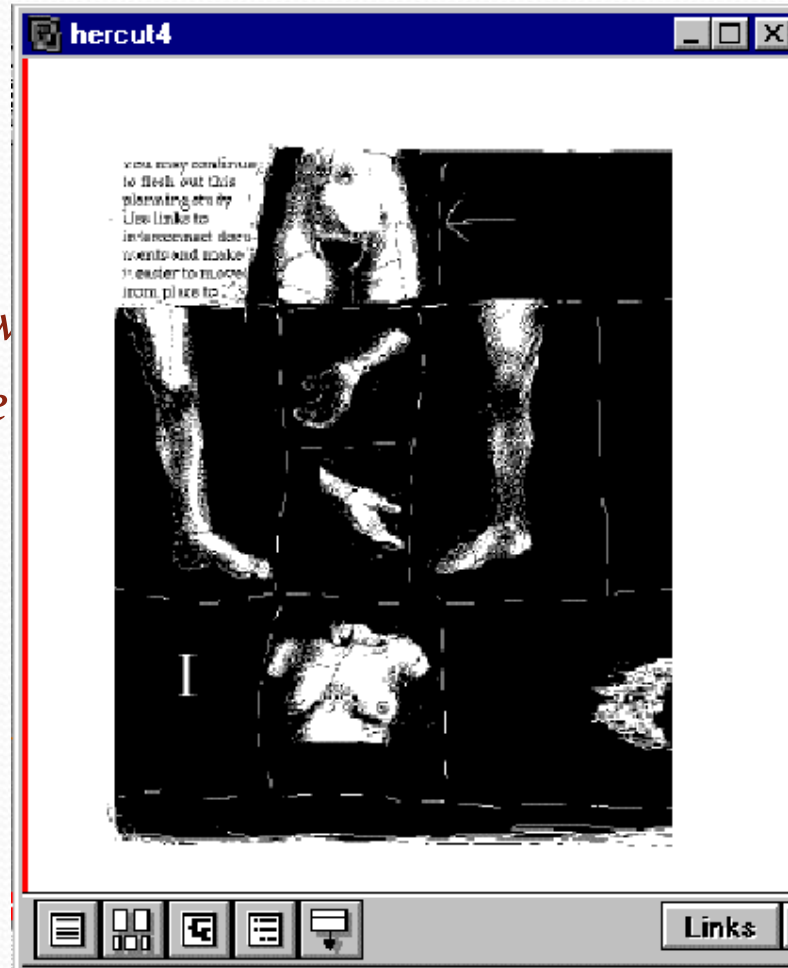 hercut4
you may continue
to flesh out this
planning study
Use links to
interconnect docu-
ments and make
it easier to move
from place to
I
Links